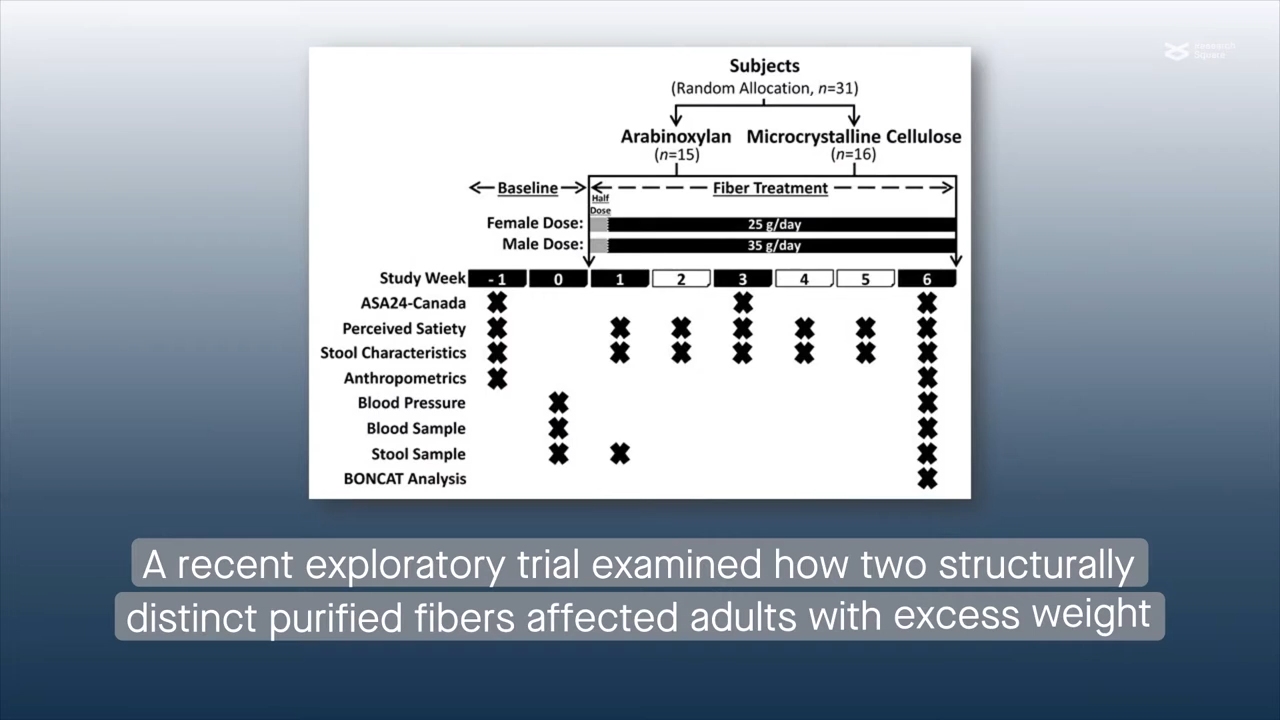 Research
Square
Subjects
(Random Allocation, n=31)
Arabinoxylan Microcrystalline Cellulose
(n=15) (n=16)
Baseline Fiber Treatment
Half
Dose
Female Dose: 25 g/day
Male Dose: 35 g/day
Study Week -1 0 1 2 3 4 5 6
ASA24-Canada
Perceived Satiety
Stool Characteristics
Anthropometrics
Blood Pressure
Blood Sample
Stool Sample
BONCAT Analysis
A recent exploratory trial examined how two structurally
distinct purified fibers affected adults with excess weight